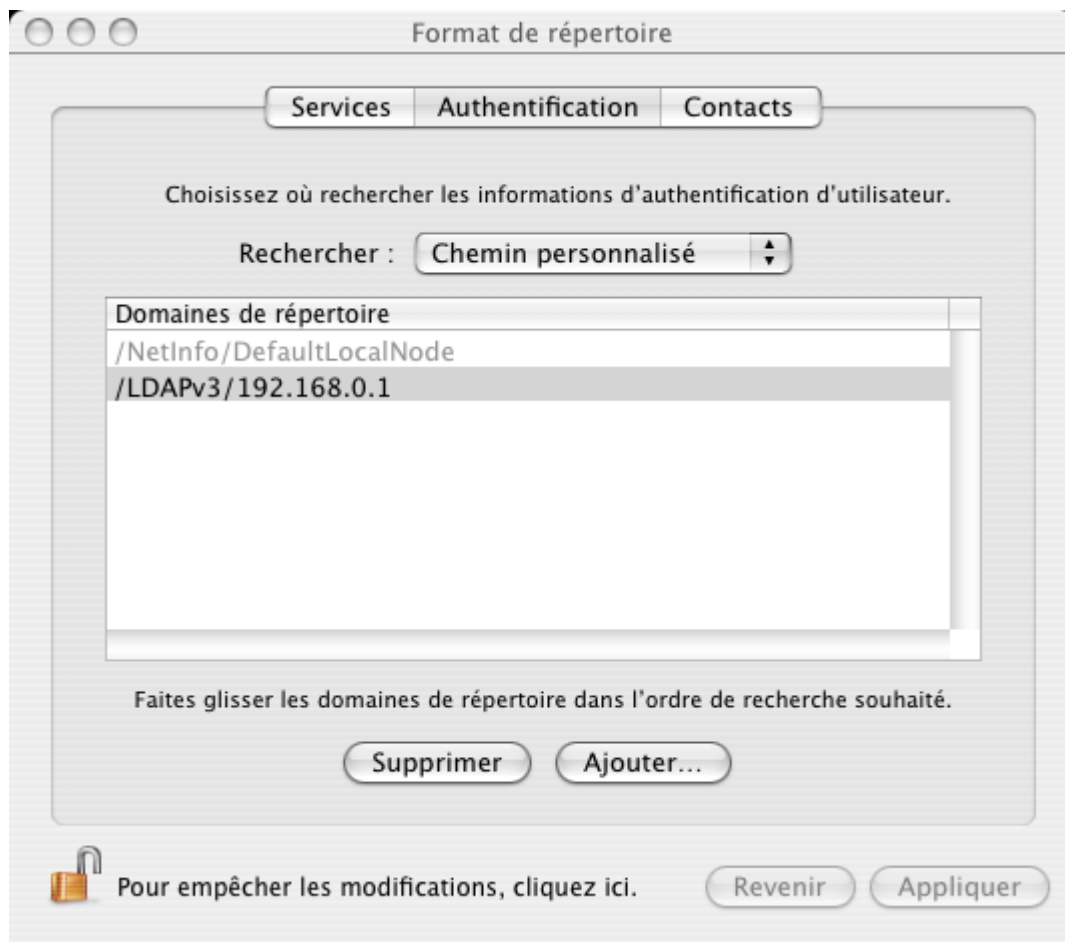 Format de répertoire
Services Authentification Contacts
Choisissez où rechercher les informations d'authentification d'utilisateur.
Rechercher : Chemin personnalisé
Domaines de répertoire
/NetInfo/DefaultLocalNode
/LDAPv3/192.168.0.1
Faites glisser les domaines de répertoire dans l'ordre de recherche souhaité.
Supprimer Ajouter...
Pour empêcher les modifications, cliquez ici. Revenir Appliquer